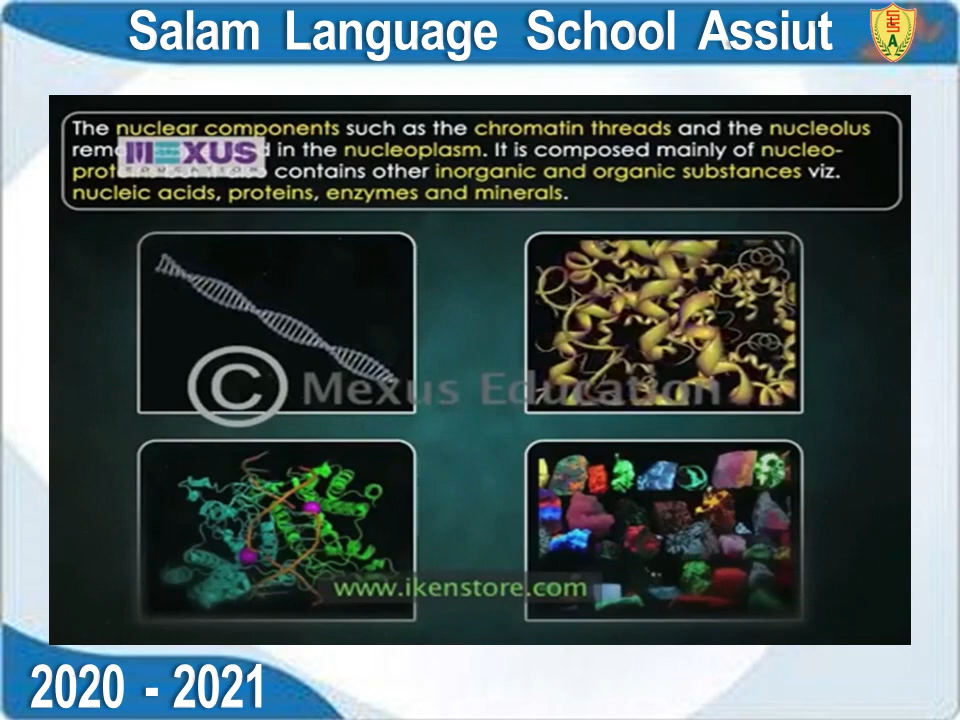 Salam Language School Assiut
The nuclear components such as the chromatin threads and the nucleolus
MEXUS
EDUCATION
in the nucleoplasm. It is composed mainly of nucleo-
contains other inorganic and organic substances viz.
nucleic acids, proteins, enzymes and minerals.
© Mexus Education
www.ikenstore.com
2020 - 2021